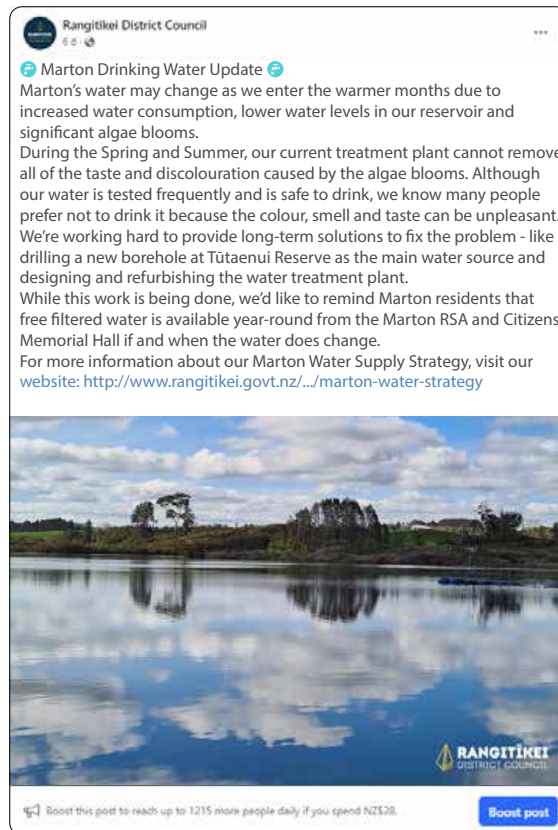 Rangitīkei District Council
6 d ·
Marton Drinking Water Update
Marton's water may change as we enter the warmer months due to
increased water consumption, lower water levels in our reservoir and
significant algae blooms.
During the Spring and Summer, our current treatment plant cannot remove
all of the taste and discolouration caused by the algae blooms. Although
our water is tested frequently and is safe to drink, we know many people
prefer not to drink it because the colour, smell and taste can be unpleasant.
We're working hard to provide long-term solutions to fix the problem - like
drilling a new borehole at Tūtaenui Reserve as the main water source and
designing and refurbishing the water treatment plant.
While this work is being done, we'd like to remind Marton residents that
free filtered water is available year-round from the Marton RSA and Citizens
Memorial Hall if and when the water does change.
For more information about our Marton Water Supply Strategy, visit our
website: http://www.rangitikei.govt.nz/.../marton-water-strategy
RANGITĪKEI
DISTRICT COUNCIL
Boost this post to reach up to 1215 more people daily if you spend NZ$28.
Boost post